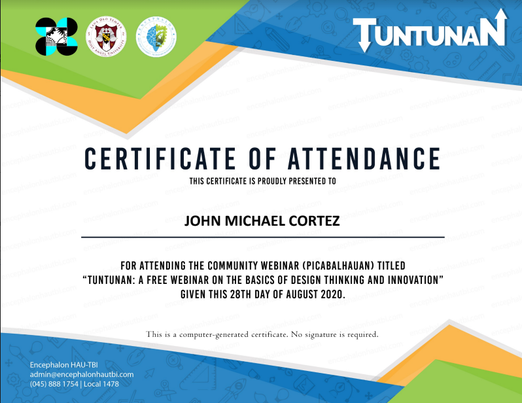 TUNTUNAN
CERTIFICATE OF ATTENDANCE
THIS CERTIFICATE IS PROUDLY PRESENTED TO
JOHN MICHAEL CORTEZ
FOR ATTENDING THE COMMUNITY WEBINAR (PICABALHAUAN) TITLED
“TUNTUNAN: A FREE WEBINAR ON THE BASICS OF DESIGN THINKING AND INNOVATION”
GIVEN THIS 28TH DAY OF AUGUST 2020.
This is a computer-generated certificate. No signature is required.
Encephalon HAU-TBI
admin@encephalonhautbi.com
(045) 888 1754 | Local 1478